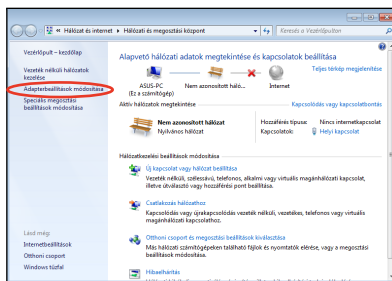 Hálózat és internet ▸ Hálózati és megosztási központ
Keresés a Vezérlőpulton
Vezérlőpult – kezdőlap
Vezeték nélküli hálózatok
kezelése
Adapterbeállítások módosítása
Speciális megosztási
beállítások módosítása
Lásd még:
Internetbeállítások
Otthoni csoport
Windows tűzfal
Alapvető hálózati adatok megtekintése és kapcsolatok beállítása
Teljes térkép megjelenítése
ASUS-PC
(Ez a számítógép)
Nem azonosított háló...
Internet
Aktív hálózatok megtekintése
Kapcsolódás vagy kapcsolatbontás
Nem azonosított hálózat
Nyilvános hálózat
Hozzáférés típusa: Nincs internetkapcsolat
Kapcsolatok: Helyi kapcsolat
Hálózatkezelési beállítások módosítása
Új kapcsolat vagy hálózat beállítása
Vezeték nélküli, szélessávú, telefonos, alkalmi vagy virtuális magánhálózati kapcsolat,
illetve útválasztó vagy hozzáférési pont beállítása.
Csatlakozás hálózathoz
Kapcsolódás vagy újrakapcsolódás vezeték nélküli, vezetékes, telefonos vagy virtuális
magánhálózati kapcsolathoz.
Otthoni csoport és megosztási beállítások kiválasztása
Más hálózati számítógépeken található fájlok és nyomtatók elérése, vagy a megosztási
beállítások módosítása.
Hibaelhárítás